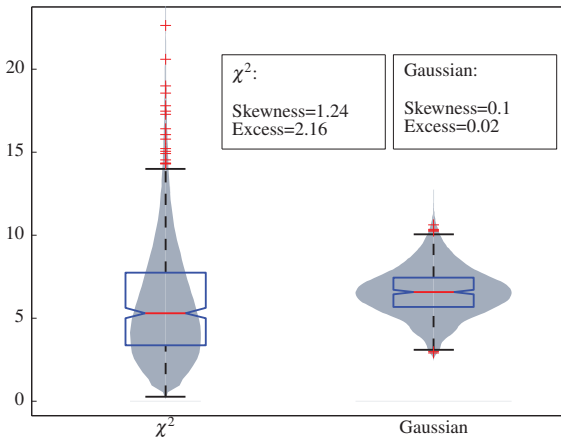 20
15
10
5
0
χ²:
Skewness=1.24
Excess=2.16
Gaussian:
Skewness=0.1
Excess=0.02
χ²
Gaussian